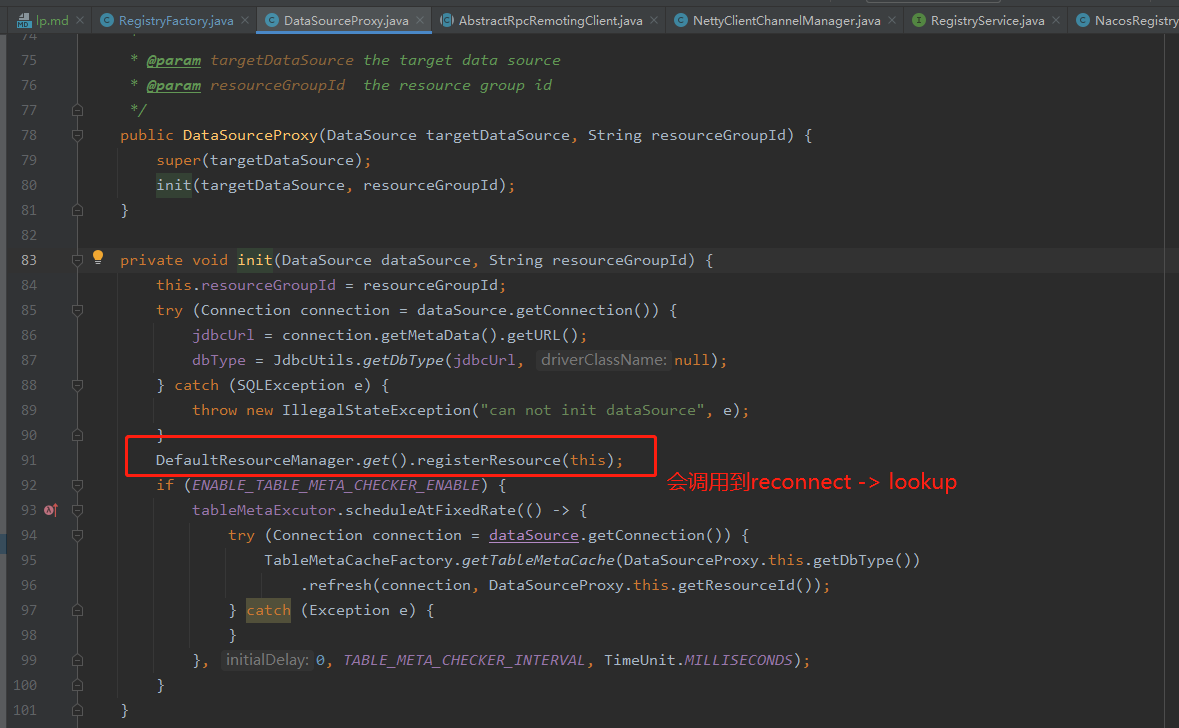 lp.md RegistryFactory.java DataSourceProxy.java AbstractRpcRemotingClient.java NettyClientChannelManager.java RegistryService.java NacosRegistry
74
75 * @param targetDataSource the target data source
76 * @param resourceGroupId the resource group id
77 */
78 public DataSourceProxy(DataSource targetDataSource, String resourceGroupId) {
79 super(targetDataSource);
80 init(targetDataSource, resourceGroupId);
81 }
82
83 private void init(DataSource dataSource, String resourceGroupId) {
84 this.resourceGroupId = resourceGroupId;
85 try (Connection connection = dataSource.getConnection()) {
86 jdbcUrl = connection.getMetaData().getURL();
87 dbType = JdbcUtils.getDbType(jdbcUrl, driverClassName: null);
88 } catch (SQLException e) {
89 throw new IllegalStateException("can not init dataSource", e);
90 }
91 DefaultResourceManager.get().registerResource(this);
会调用到reconnect -> lookup
92 if (ENABLE_TABLE_META_CHECKER_ENABLE) {
93 tableMetaExcutor.scheduleAtFixedRate(() -> {
94 try (Connection connection = dataSource.getConnection()) {
95 TableMetaCacheFactory.getTableMetaCache(DataSourceProxy.this.getDbType())
96 .refresh(connection, DataSourceProxy.this.getResourceId());
97 } catch (Exception e) {
98 }
99 }, initialDelay: 0, TABLE_META_CHECKER_INTERVAL, TimeUnit.MILLISECONDS);
100 }
101 }